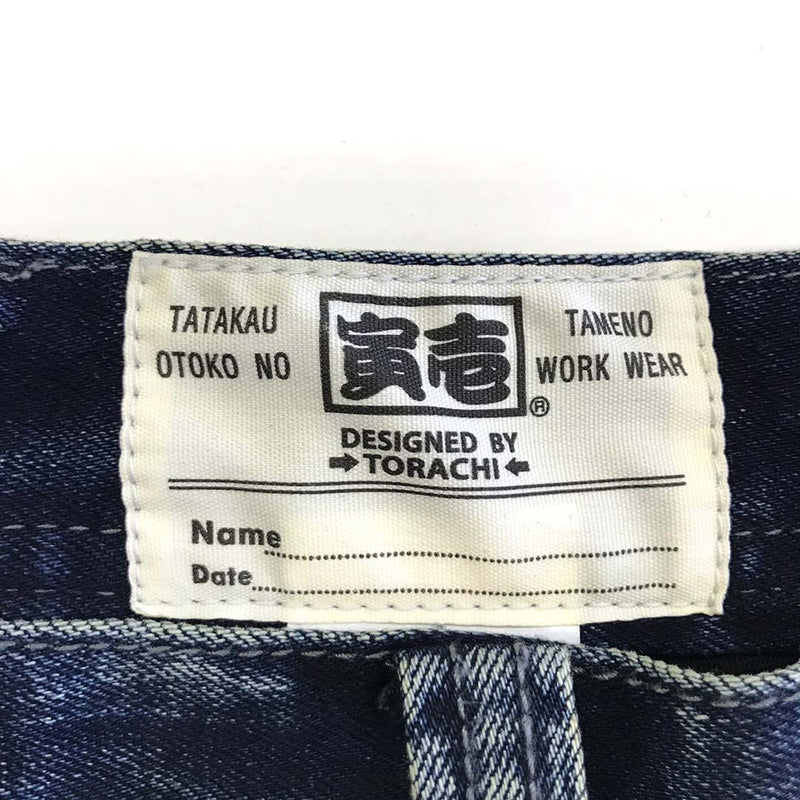 TATAKAU
OTOKO NO
寅壱
®
TAMENO
WORK WEAR
DESIGNED BY
TORACHI
Name
Date